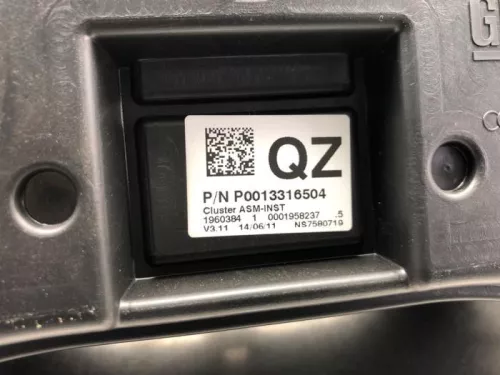 QZ
P/N P0013316504
Cluster ASM-INST
1960384 1 0001958237 .5
V3.11 14/06/11 NS7580719